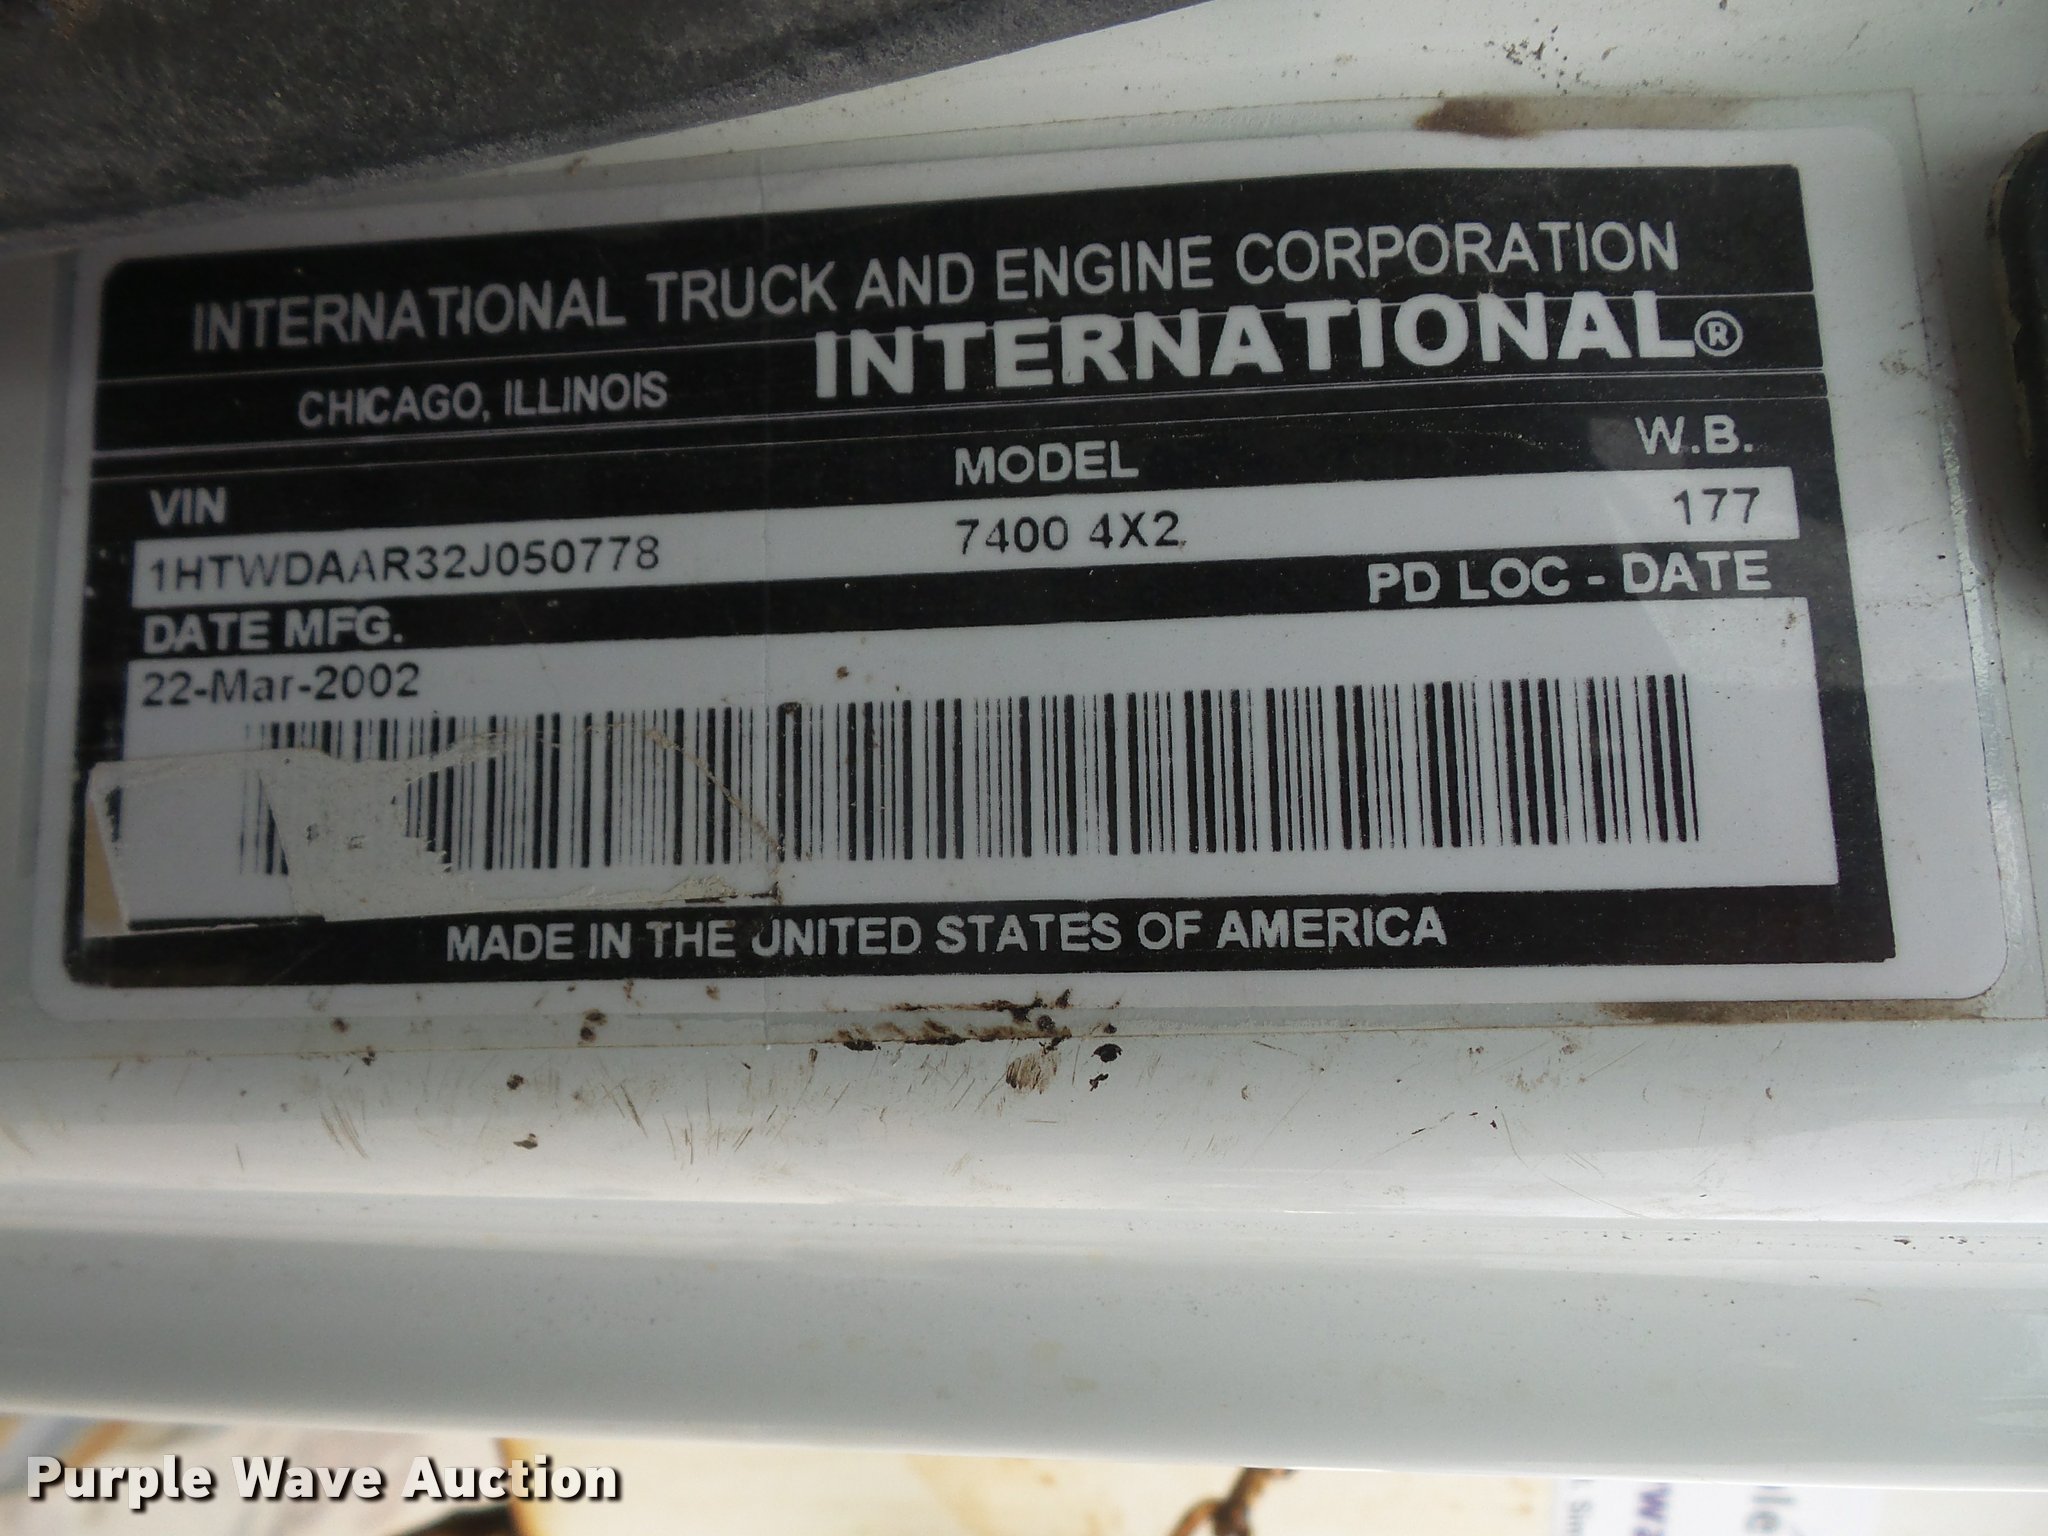 INTERNATIONAL TRUCK AND ENGINE CORPORATION
CHICAGO, ILLINOIS INTERNATIONAL®
VIN MODEL W.B.
1HTWDAAR32J050778 7400 4X2 177
DATE MFG. PD LOC - DATE
22-Mar-2002
MADE IN THE UNITED STATES OF AMERICA
Purple Wave Auction